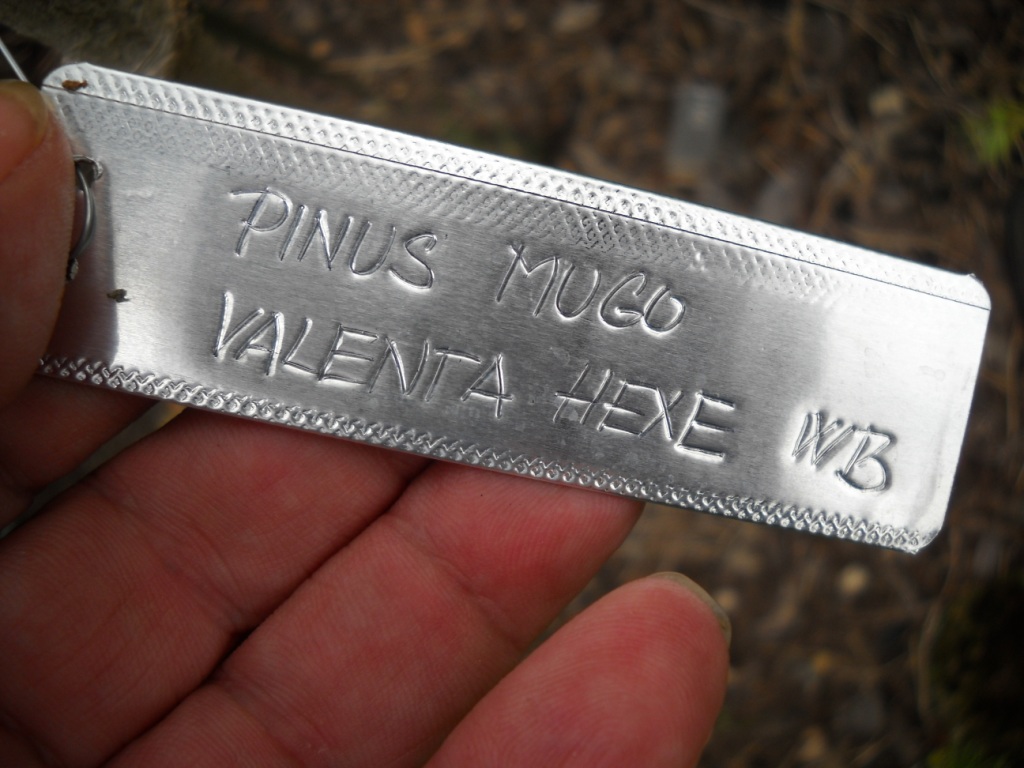 PINUS MUGO
VALENTA HEXE WB